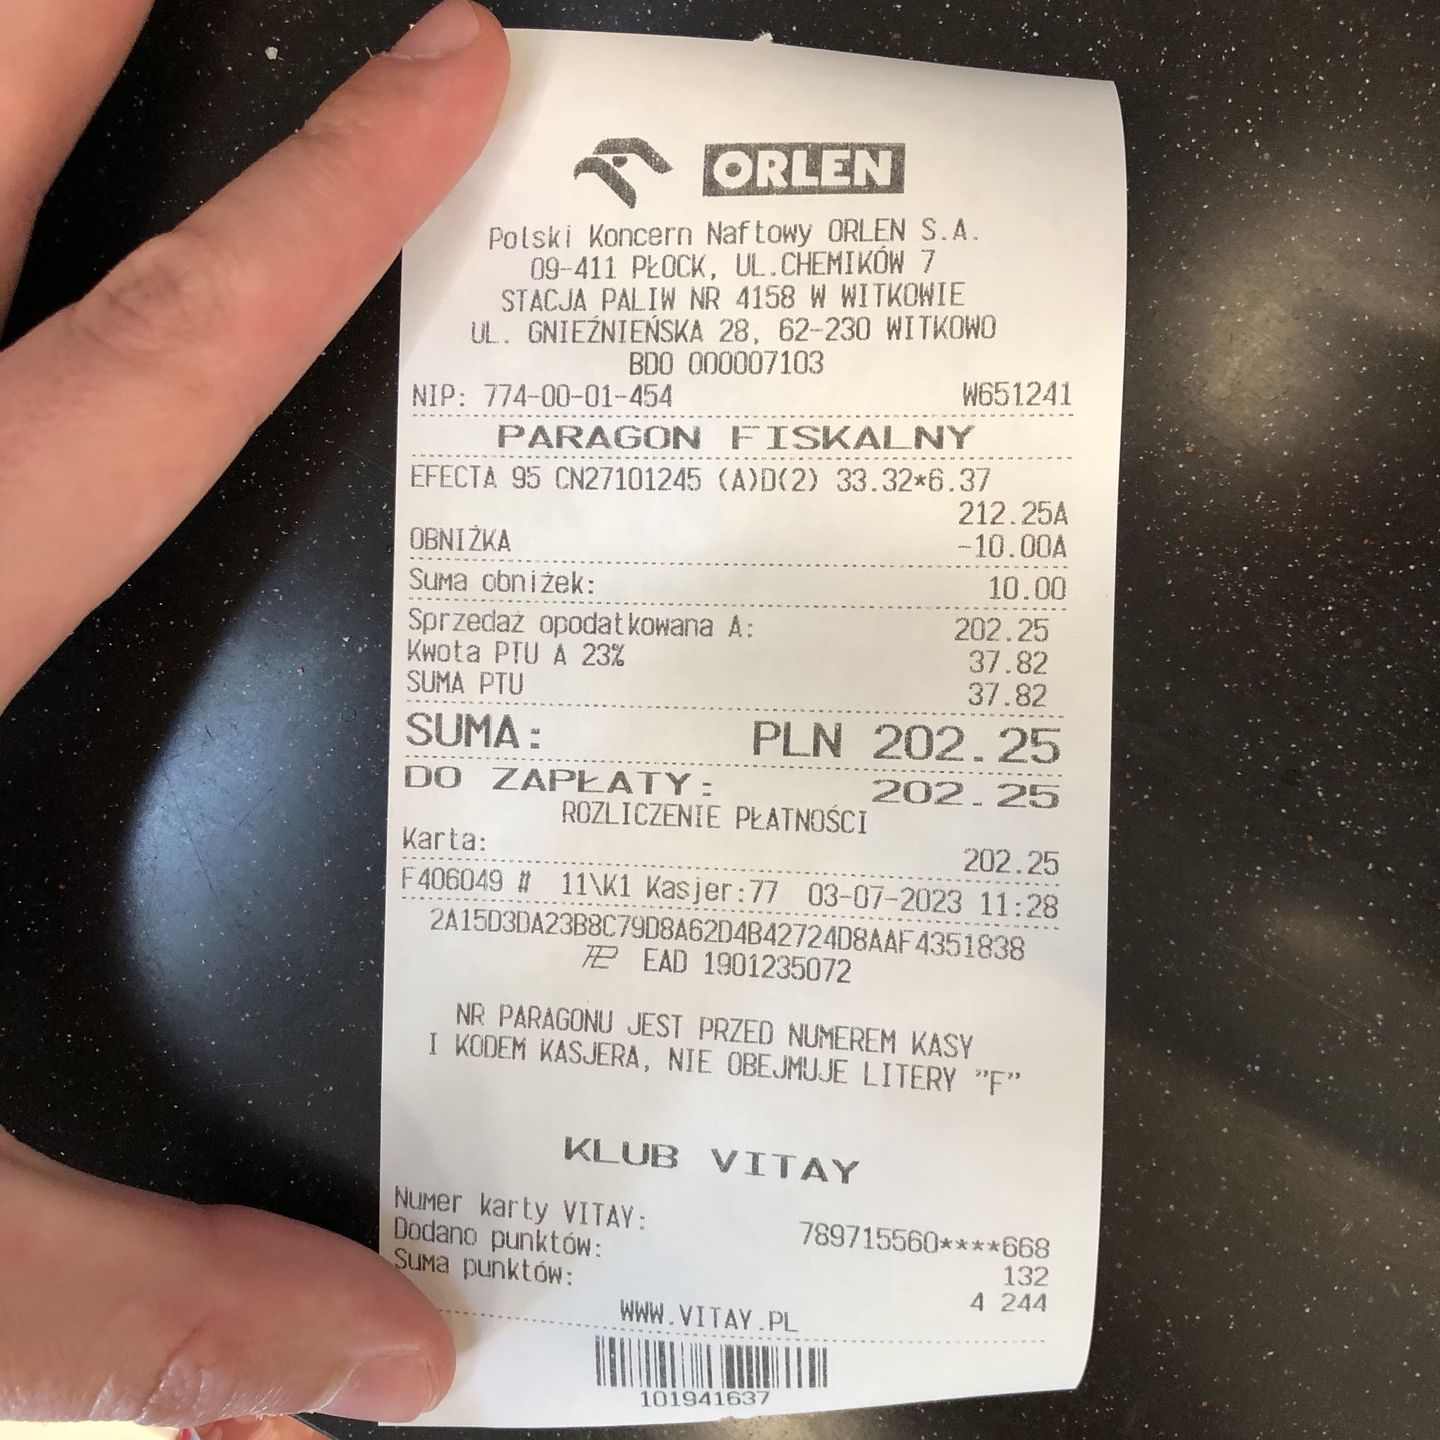 ORLEN
Polski Koncern Naftowy ORLEN S.A.
09-411 PŁOCK, UL.CHEMIKÓW 7
STACJA PALIW NR 4158 W WITKOWIE
UL. GNIEŹNIEŃSKA 28, 62-230 WITKOWO
BDO 000007103
NIP: 774-00-01-454 W651241
PARAGON FISKALNY
EFECTA 95 CN27101245 (A)D(2) 33.32*6.37
212.25A
OBNIŻKA -10.00A
Suma obniżek: 10.00
Sprzedaż opodatkowana A: 202.25
Kwota PTU A 23% 37.82
SUMA PTU 37.82
SUMA: PLN 202.25
DO ZAPŁATY: 202.25
ROZLICZENIE PŁATNOŚCI
Karta: 202.25
F406049 # 11\K1 Kasjer:77 03-07-2023 11:28
2A15D3DA23B8C79D8A62D4B42724D8AAF4351838
EAD 1901235072
NR PARAGONU JEST PRZED NUMEREM KASY
I KODEM KASJERA, NIE OBEJMUJE LITERY "F"
KLUB VITAY
Numer karty VITAY: 789715560****668
Dodano punktów: 132
Suma punktów: 4 244
WWW.VITAY.PL
101941637